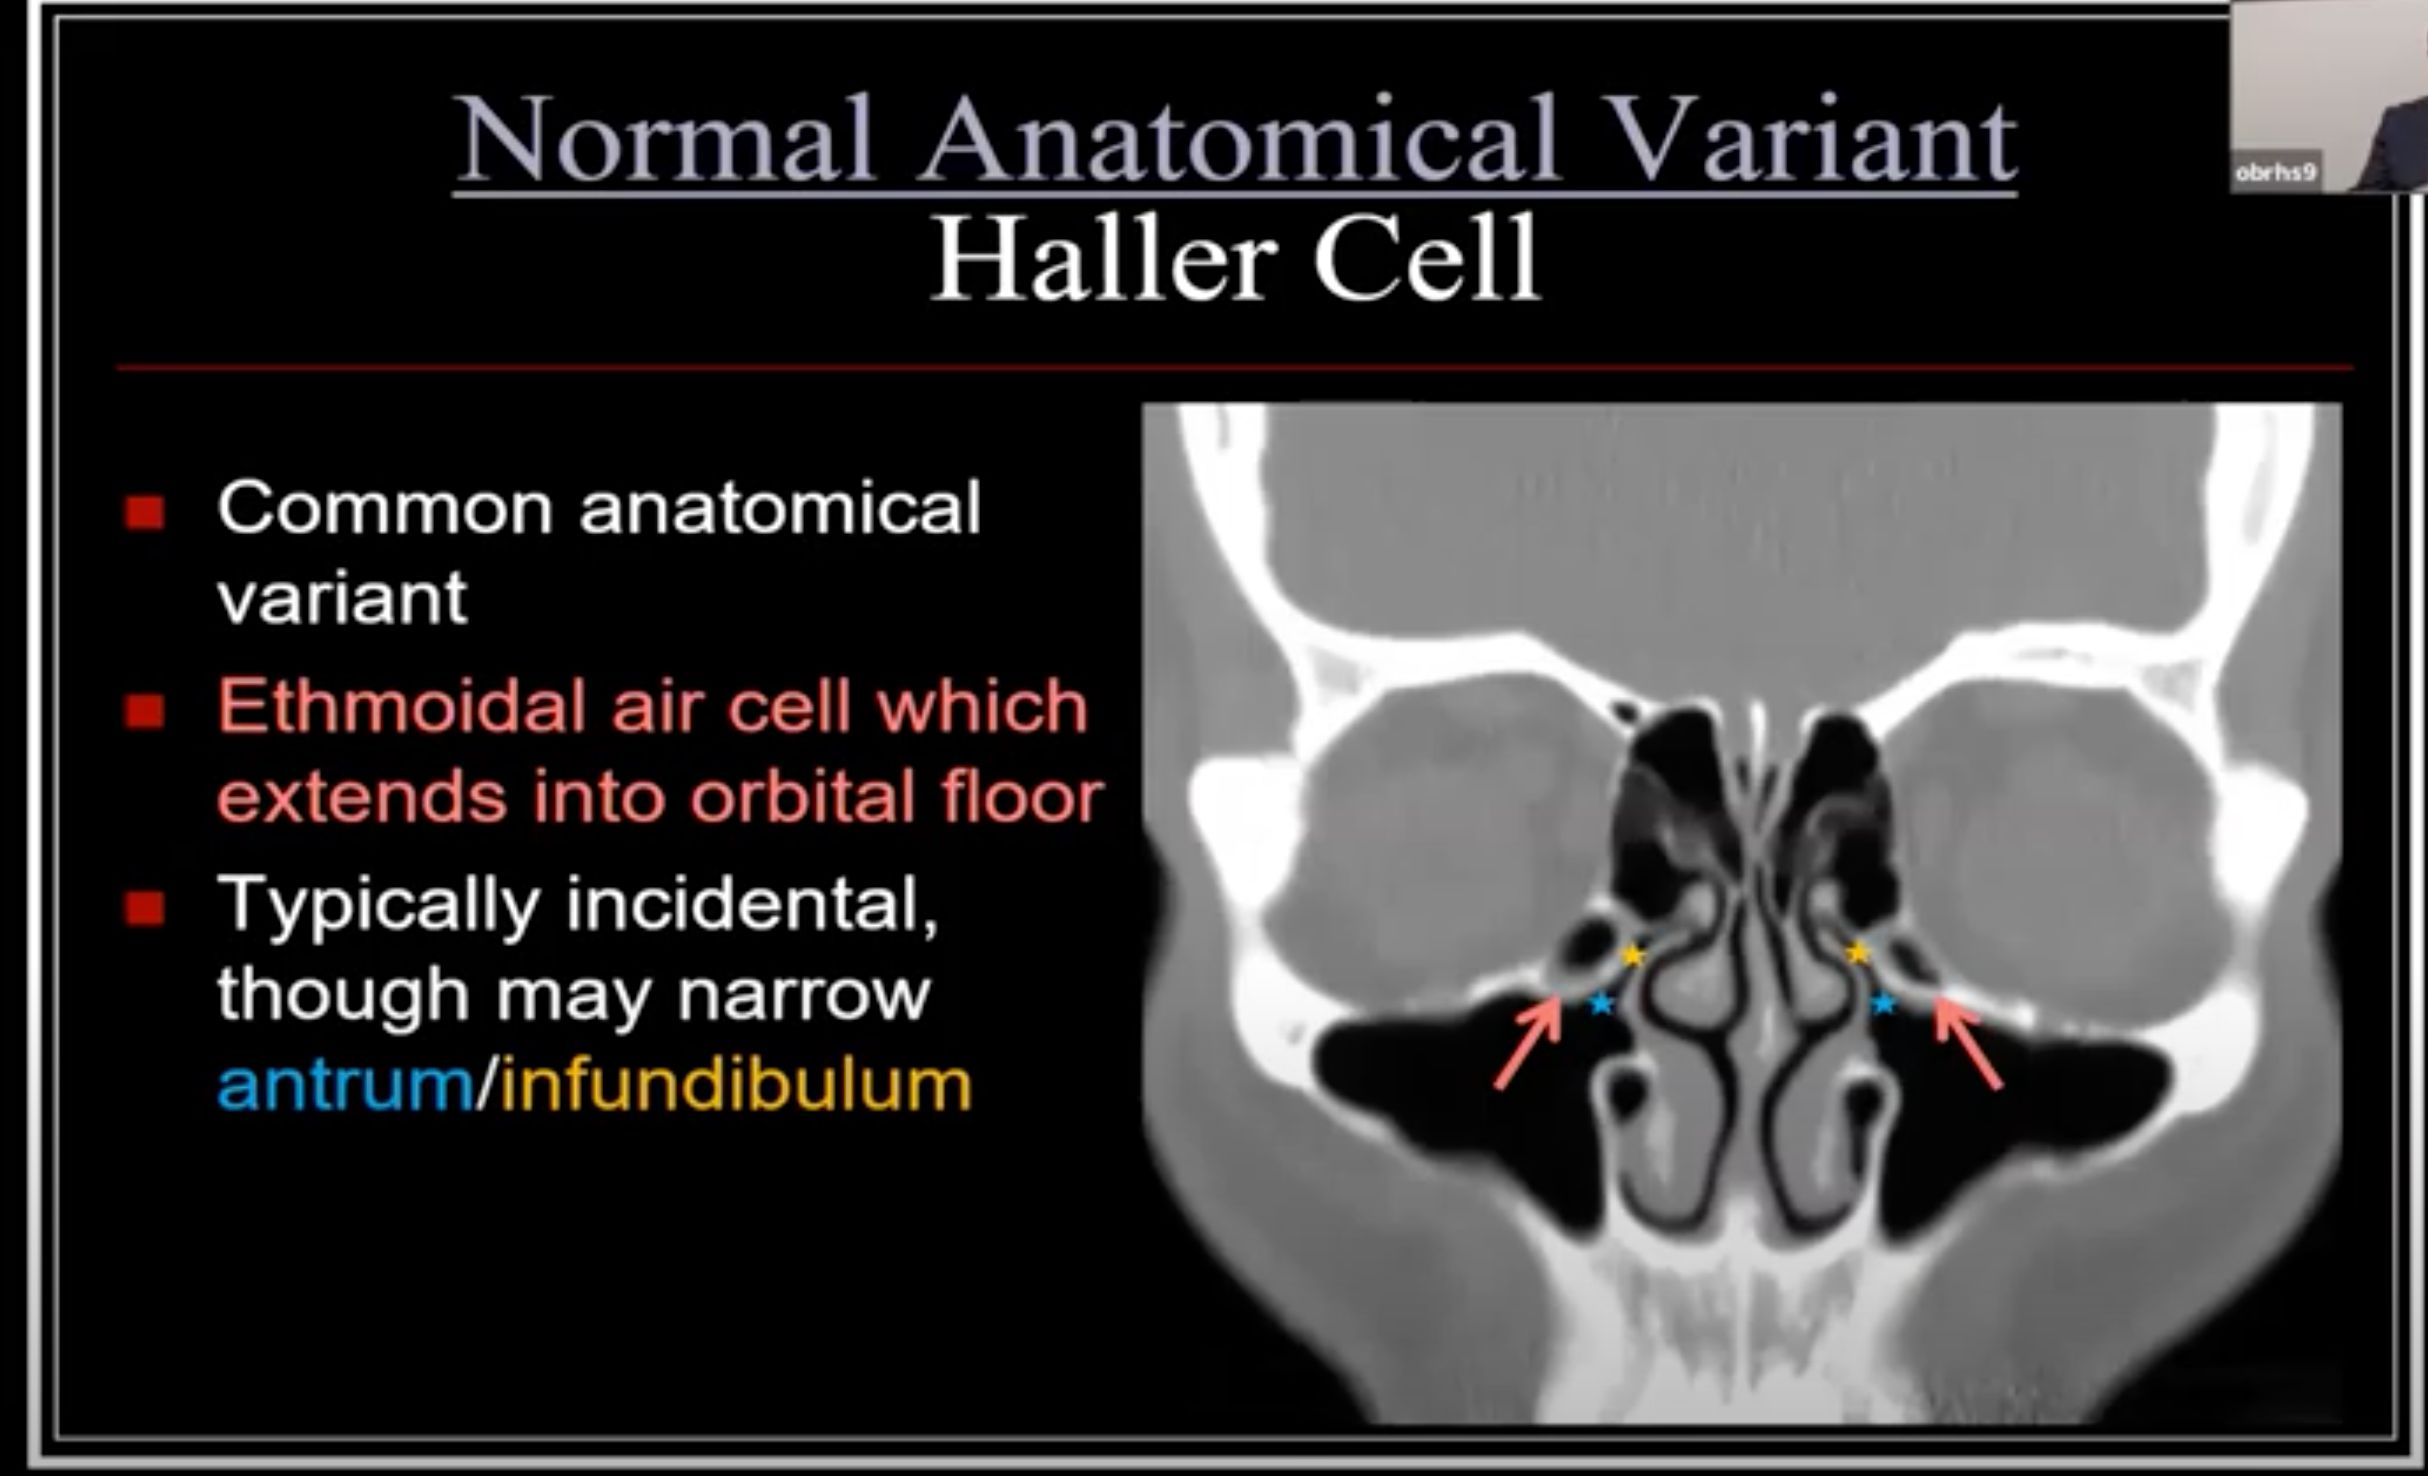 Normal Anatomical Variant
obrhs9
Haller Cell
Common anatomical
variant
Ethmoidal air cell which
extends into orbital floor
Typically incidental,
though may narrow
antrum/infundibulum